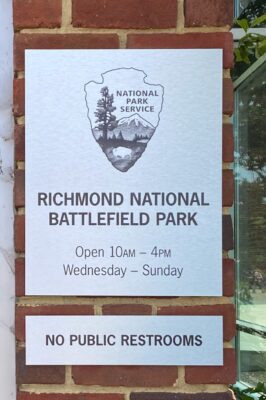 NATIONAL
PARK
SERVICE
RICHMOND NATIONAL
BATTLEFIELD PARK
Open 10AM – 4PM
Wednesday – Sunday
NO PUBLIC RESTROOMS